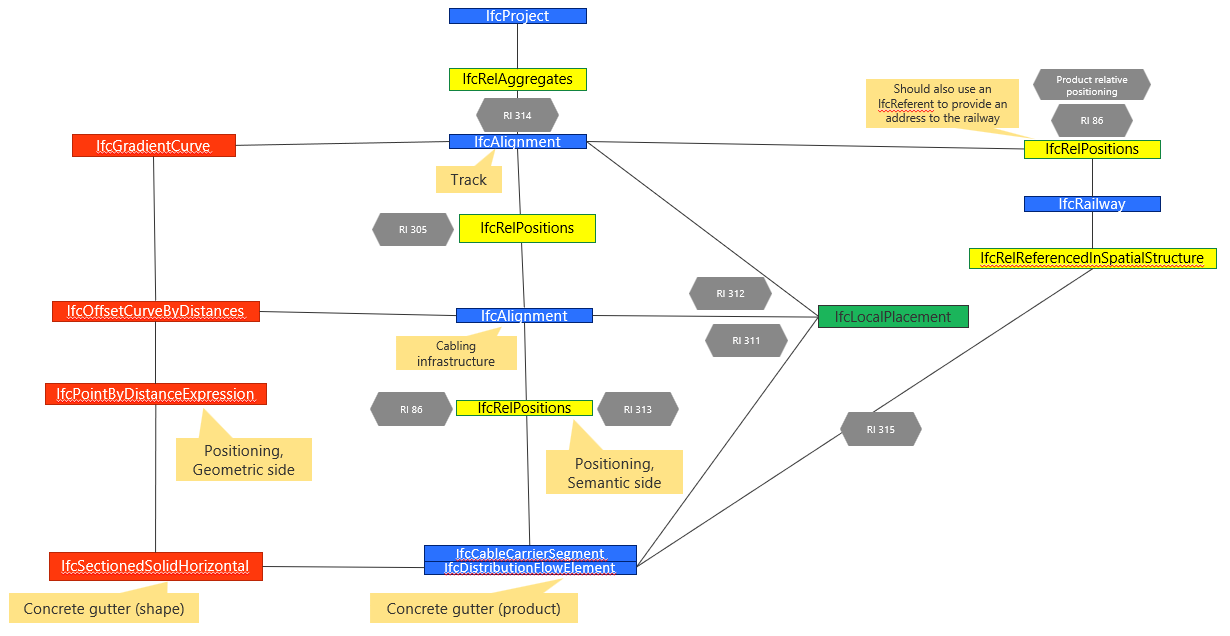 IfcProject
IfcRelAggregates
Should also use an
IfcReferent to provide an
address to the railway
Product relative
positioning
RI 314
RI 86
IfcGradientCurve
IfcAlignment
IfcRelPositions
Track
IfcRailway
RI 305
IfcRelPositions
IfcRelReferencedInSpatialStructure
RI 312
IfcOffsetCurveByDistances
IfcAlignment
IfcLocalPlacement
RI 311
Cabling
infrastructure
IfcPointByDistanceExpression
RI 86
IfcRelPositions
RI 313
RI 315
Positioning,
Geometric side
Positioning,
Semantic side
IfcCableCarrierSegment
IfcDistributionFlowElement
IfcSectionedSolidHorizontal
Concrete gutter (shape)
Concrete gutter (product)